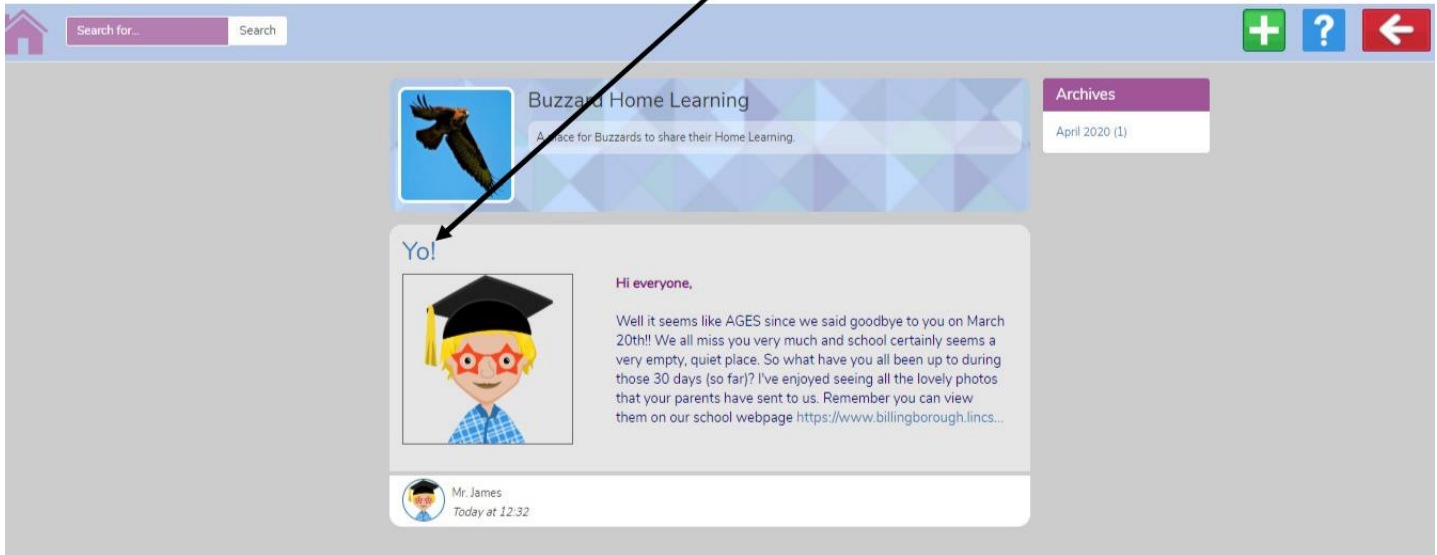 Search for...
Search
?
Buzzard Home Learning
A place for Buzzards to share their Home Learning.
Archives
April 2020 (1)
Yo!
Hi everyone,
Well it seems like AGES since we said goodbye to you on March
20th!! We all miss you very much and school certainly seems a
very empty, quiet place. So what have you all been up to during
those 30 days (so far)? I've enjoyed seeing all the lovely photos
that your parents have sent to us. Remember you can view
them on our school webpage https://www.billingborough.lincs...
Mr. James
Today at 12:32